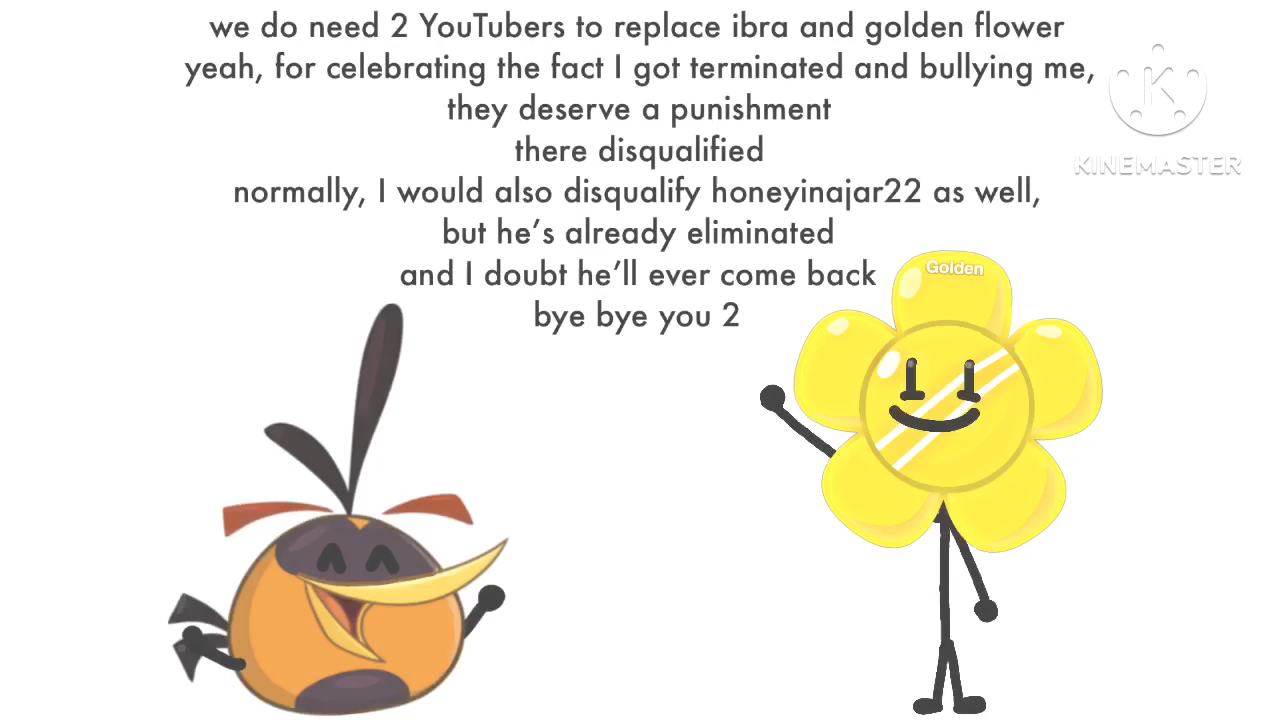 we do need 2 YouTubers to replace ibra and golden flower
yeah, for celebrating the fact I got terminated and bullying me,
they deserve a punishment
there disqualified
normally, I would also disqualify honeyinajar22 as well,
but he’s already eliminated
and I doubt he’ll ever come back
bye bye you 2
K
KINEMASTER
Golden